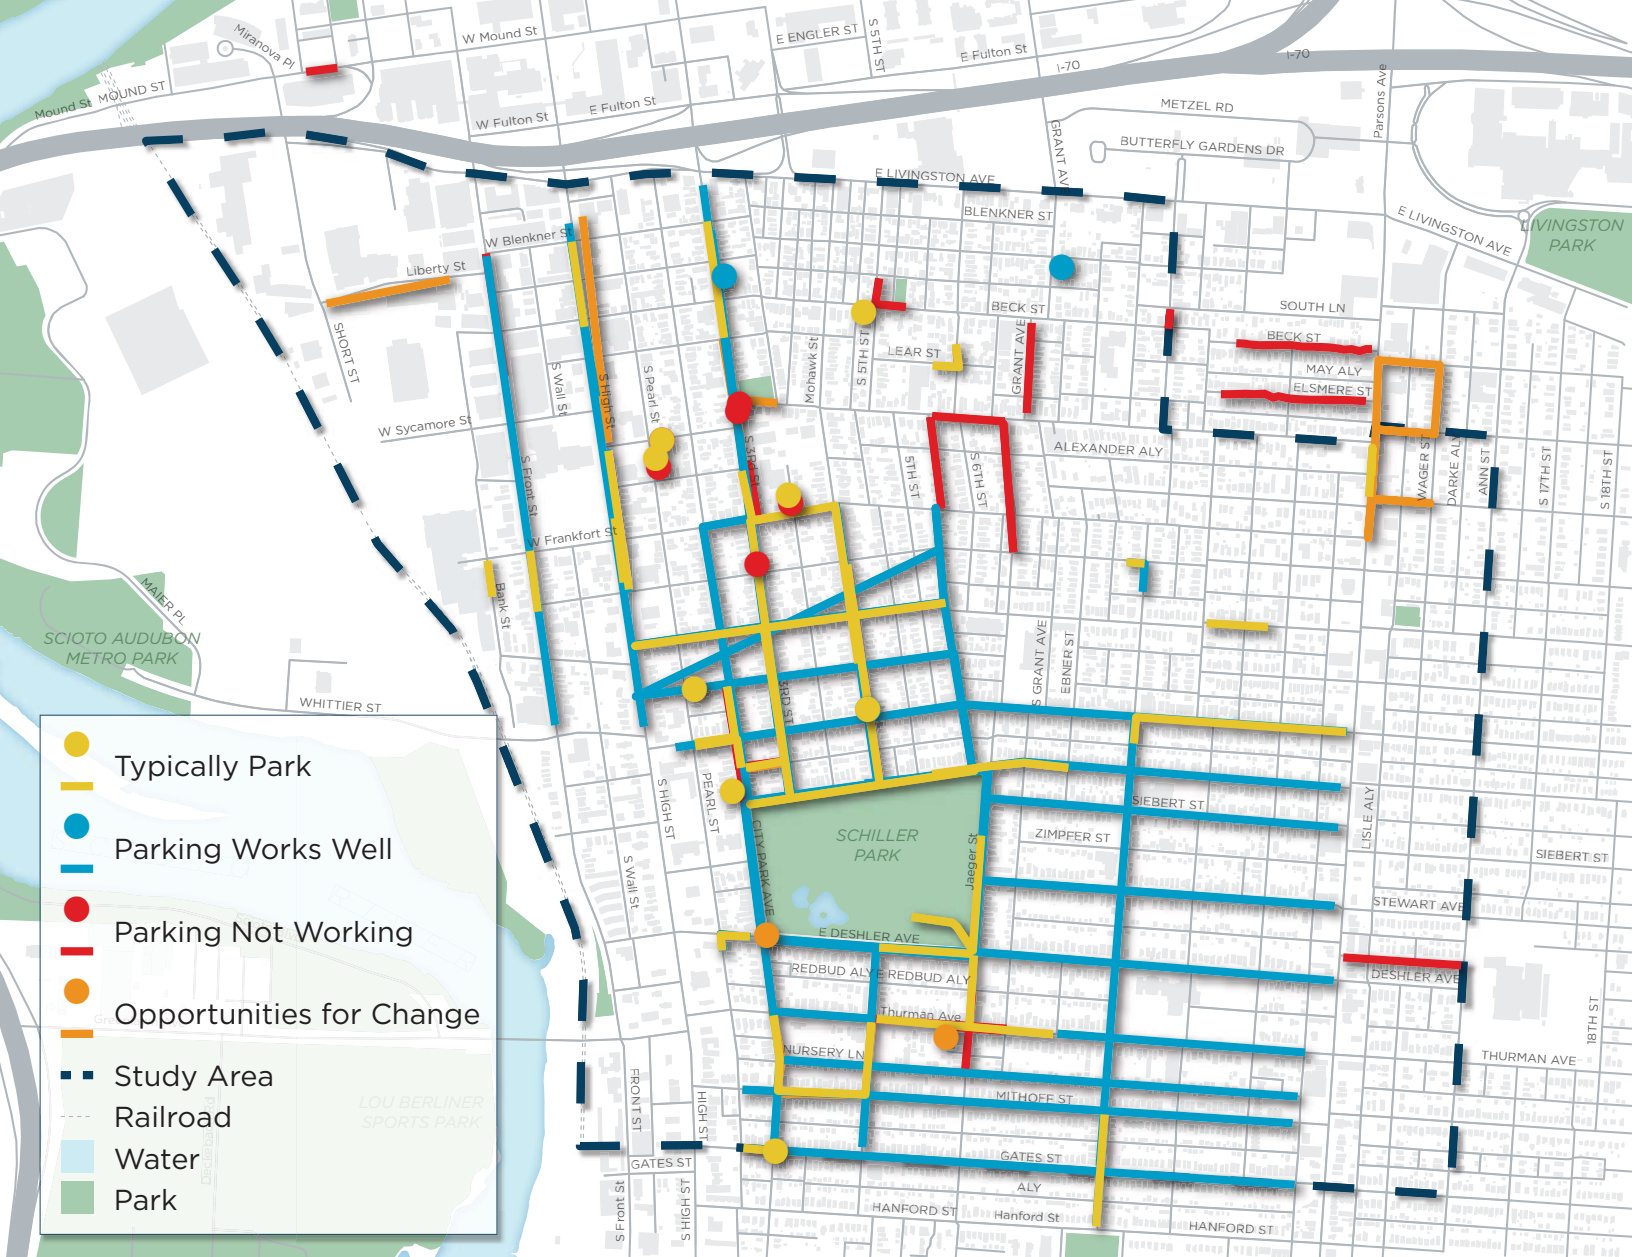 Miranova Pl
W Mound St
E ENGLER ST
S 5TH ST
E Fulton St
I-70
I-70
Parsons Ave
Mound St
MOUND ST
W Fulton St
E Fulton St
METZEL RD
GRANT AVE
BUTTERFLY GARDENS DR
E LIVINGSTON AVE
BLENKNER ST
E LIVINGSTON AVE
LIVINGSTON
PARK
W Blenkner St
Liberty St
SHORT ST
BECK ST
SOUTH LN
BECK ST
MAY ALY
ELSMERE ST
LEAR ST
GRANT AVE
S 5TH ST
Mohawk St
S Wall St
S High St
S Pearl St
W Sycamore St
S 3Rd St
S Front St
5TH ST
S 6TH ST
ALEXANDER ALY
WAGER ST
DARKE ALY
ANN ST
S 17TH ST
S 18TH ST
W Frankfort St
Bank St
MAIER PL
SCIOTO AUDUBON
METRO PARK
WHITTIER ST
S GRANT AVE
EBNER ST
3RD ST
S HIGH ST
PEARL ST
CITY PARK AVE
S Wall St
SCHILLER
PARK
Jaeger St
SIEBERT ST
ZIMPFER ST
LISLE ALY
SIEBERT ST
STEWART AVE
E DESHLER AVE
DESHLER AVE
REDBUD ALY
E REDBUD ALY
Thurman Ave
18TH ST
NURSERY LN
THURMAN AVE
MITHOFF ST
FRONT ST
HIGH ST
GATES ST
GATES ST
ALY
S Front St
S HIGH ST
HANFORD ST
Hanford St
HANFORD ST
Typically Park
Parking Works Well
Parking Not Working
Opportunities for Change
Study Area
Railroad
Water
Park
LOU BERLINER
SPORTS PARK